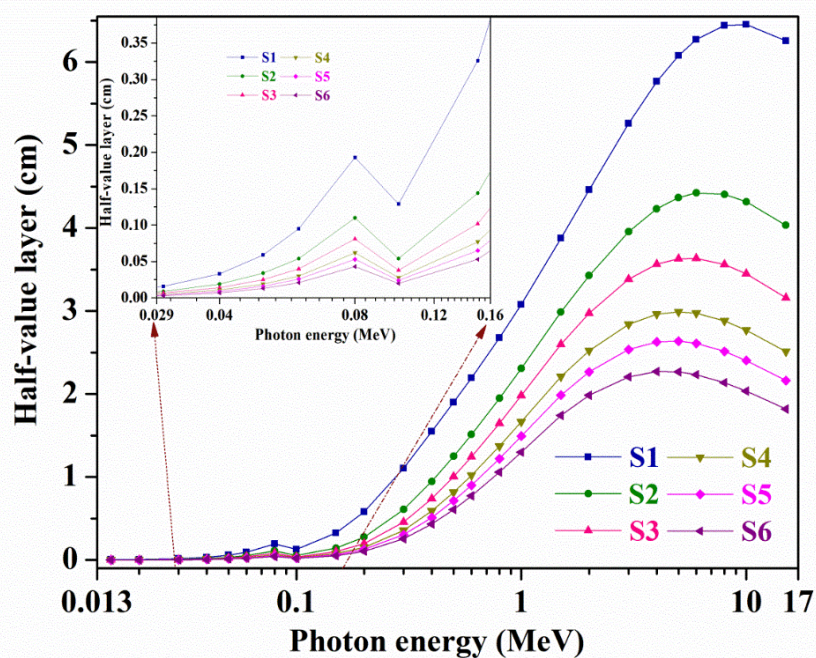 0.35
0.30
0.25
0.20
0.15
0.10
0.05
0.00
Half-value layer (cm)
S1 S4
S2 S5
S3 S6
0.029 0.04 0.08 0.12 0.16
Photon energy (MeV)
6
5
4
3
2
1
0
Half-value layer (cm)
S1 S4
S2 S5
S3 S6
0.013 0.1 1 10 17
Photon energy (MeV)